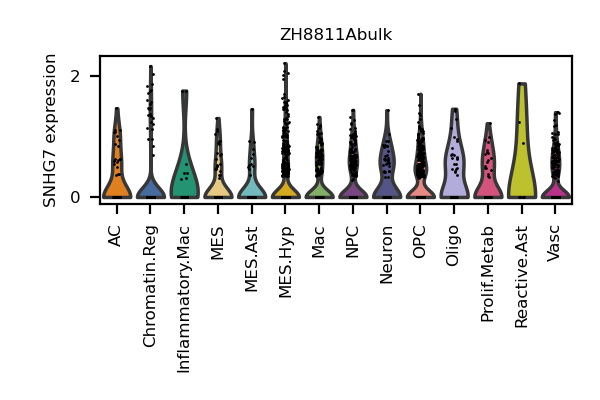 ZH8811Abulk
SNHG7 expression
2
0
AC
Chromatin.Reg
Inflammatory.Mac
MES
MES.Ast
MES.Hyp
Mac
NPC
Neuron
OPC
Oligo
Prolif.Metab
Reactive.Ast
Vasc